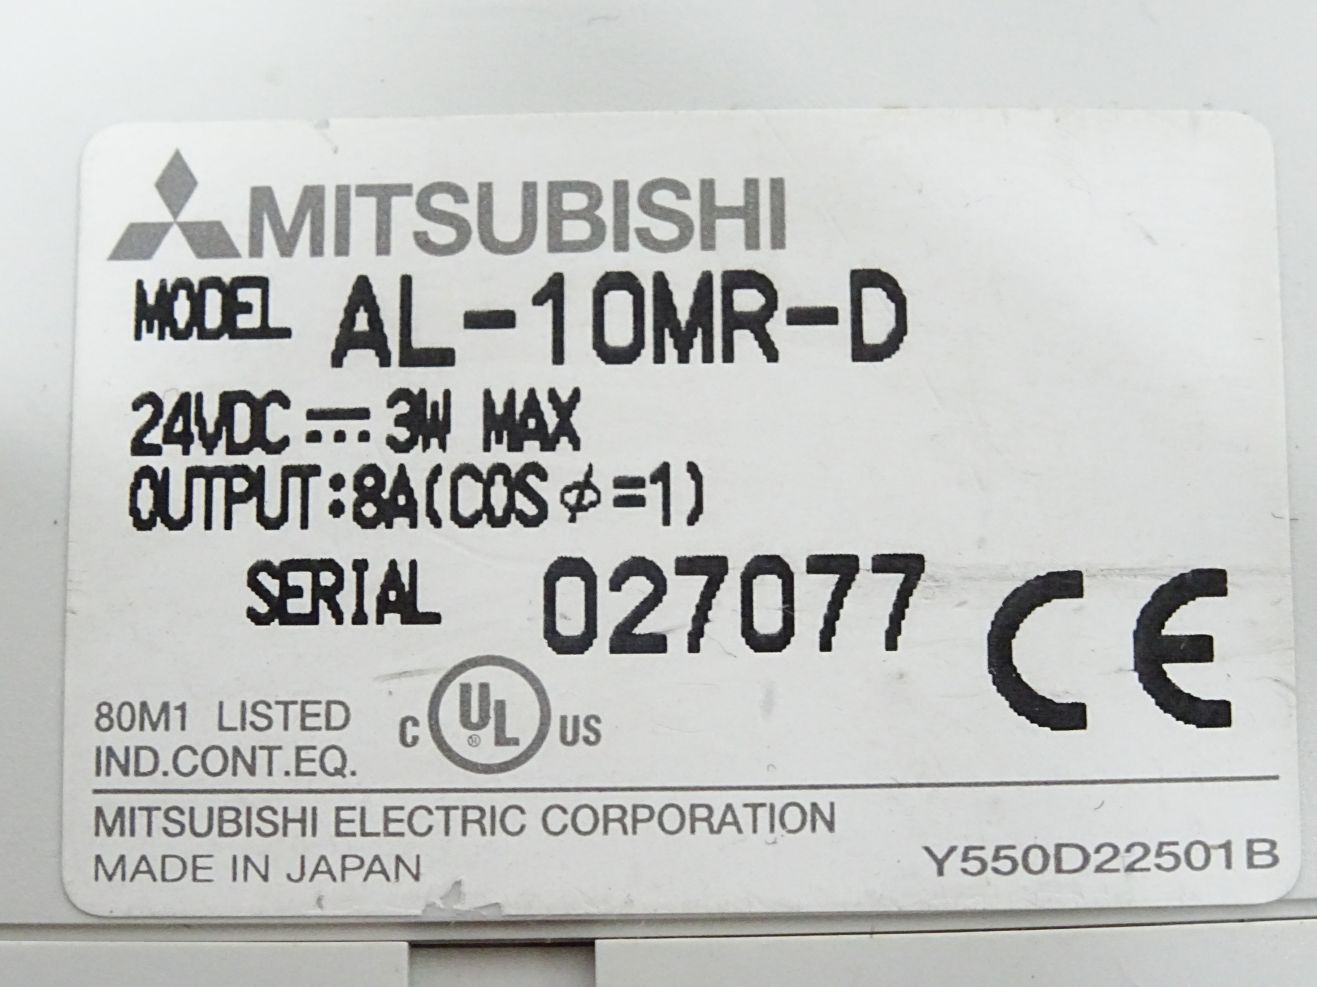 MITSUBISHI
MODEL AL-10MR-D
24VDC ⎓ 3W MAX
OUTPUT:8A(COS ϕ=1)
SERIAL 027077
CE
80M1 LISTED
IND.CONT.EQ.
C UL® US
MITSUBISHI ELECTRIC CORPORATION
MADE IN JAPAN
Y550D22501B